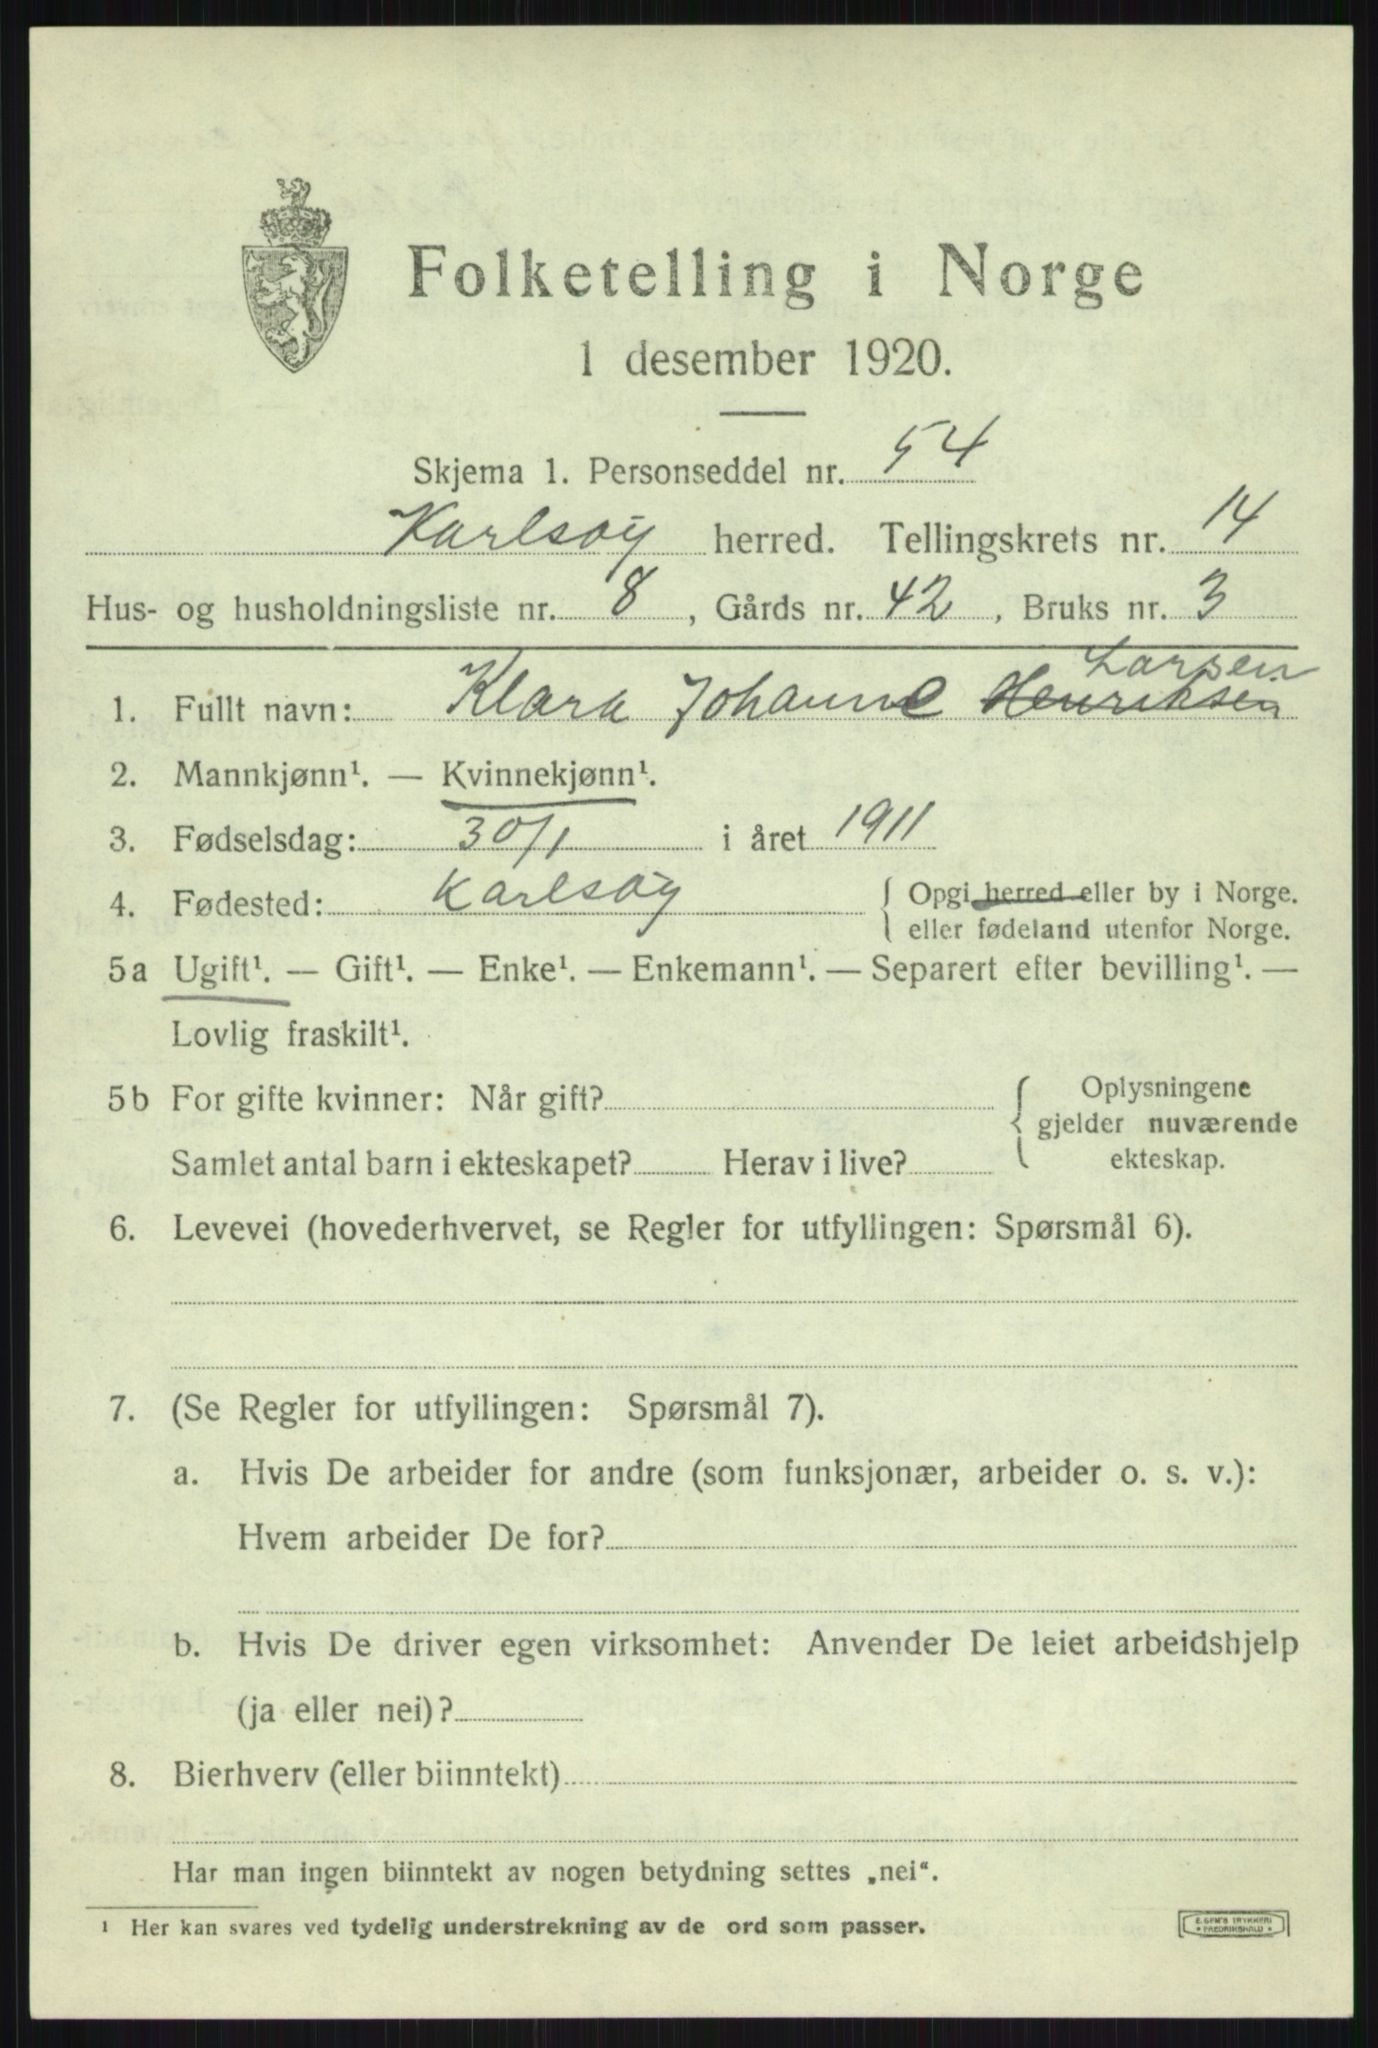 Folketelling i Norge
1 desember 1920.
Skjema 1. Personseddel nr. 54
Karlsøy herred. Tellingskrets nr. 14
Hus- og husholdningsliste nr. 8, Gårds nr. 42, Bruks nr. 3
Larsen
1. Fullt navn: Klara Johanne Henriksen
2. Mannkjønn¹. — Kvinnekjønn¹.
3. Fødselsdag: 30/1 i året 1911
4. Fødested: Karlsøy { Opgi herred eller by i Norge.
eller fødeland utenfor Norge.
5a Ugift¹. — Gift¹. — Enke¹. — Enkemann¹. — Separert efter bevilling¹. —
Lovlig fraskilt¹.
5b For gifte kvinner: Når gift? { Oplysningene
gjelder nuværende
Samlet antal barn i ekteskapet? Herav i live? ekteskap.
6. Levevei (hovederhvervet, se Regler for utfyllingen: Spørsmål 6).
7. (Se Regler for utfyllingen: Spørsmål 7).
a. Hvis De arbeider for andre (som funksjonær, arbeider o. s. v.):
Hvem arbeider De for?
b. Hvis De driver egen virksomhet: Anvender De leiet arbeidshjelp
(ja eller nei)?
8. Bierhverv (eller biinntekt)
Har man ingen biinntekt av nogen betydning settes „nei“.
¹ Her kan svares ved tydelig understrekning av de ord som passer.
E. SEM'S TRYKKERI
* FREDRIKSHALD *